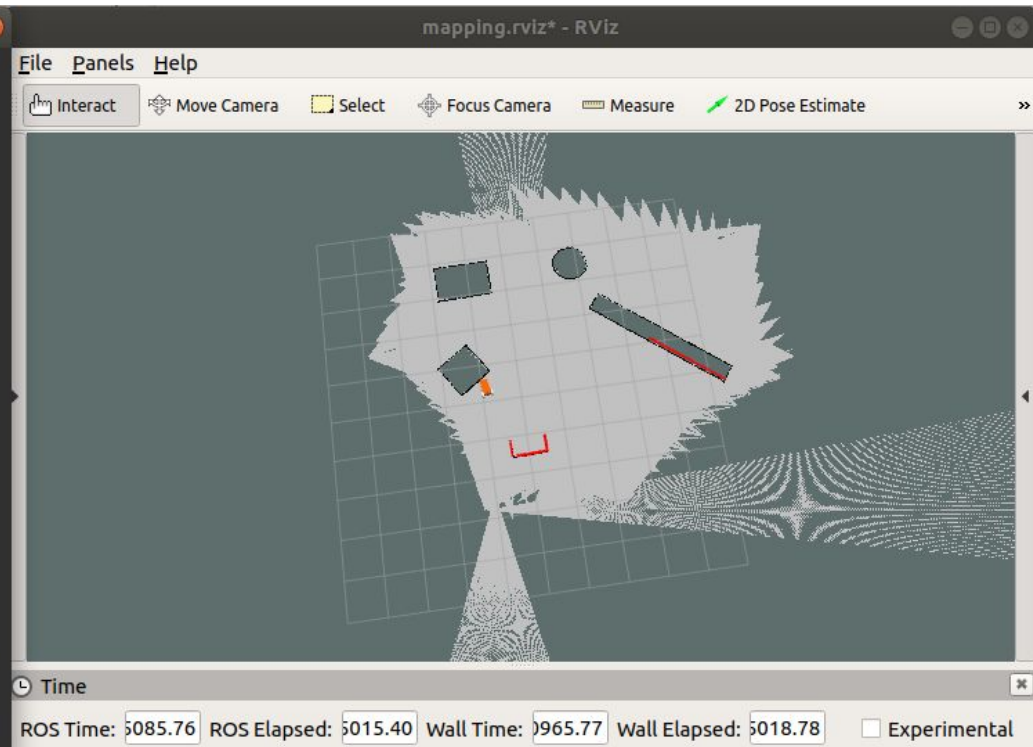 mapping.rviz* - RViz
File Panels Help
Interact Move Camera Select Focus Camera Measure 2D Pose Estimate »
Time
ROS Time: 5085.76 ROS Elapsed: 5015.40 Wall Time: 9965.77 Wall Elapsed: 5018.78 Experimental